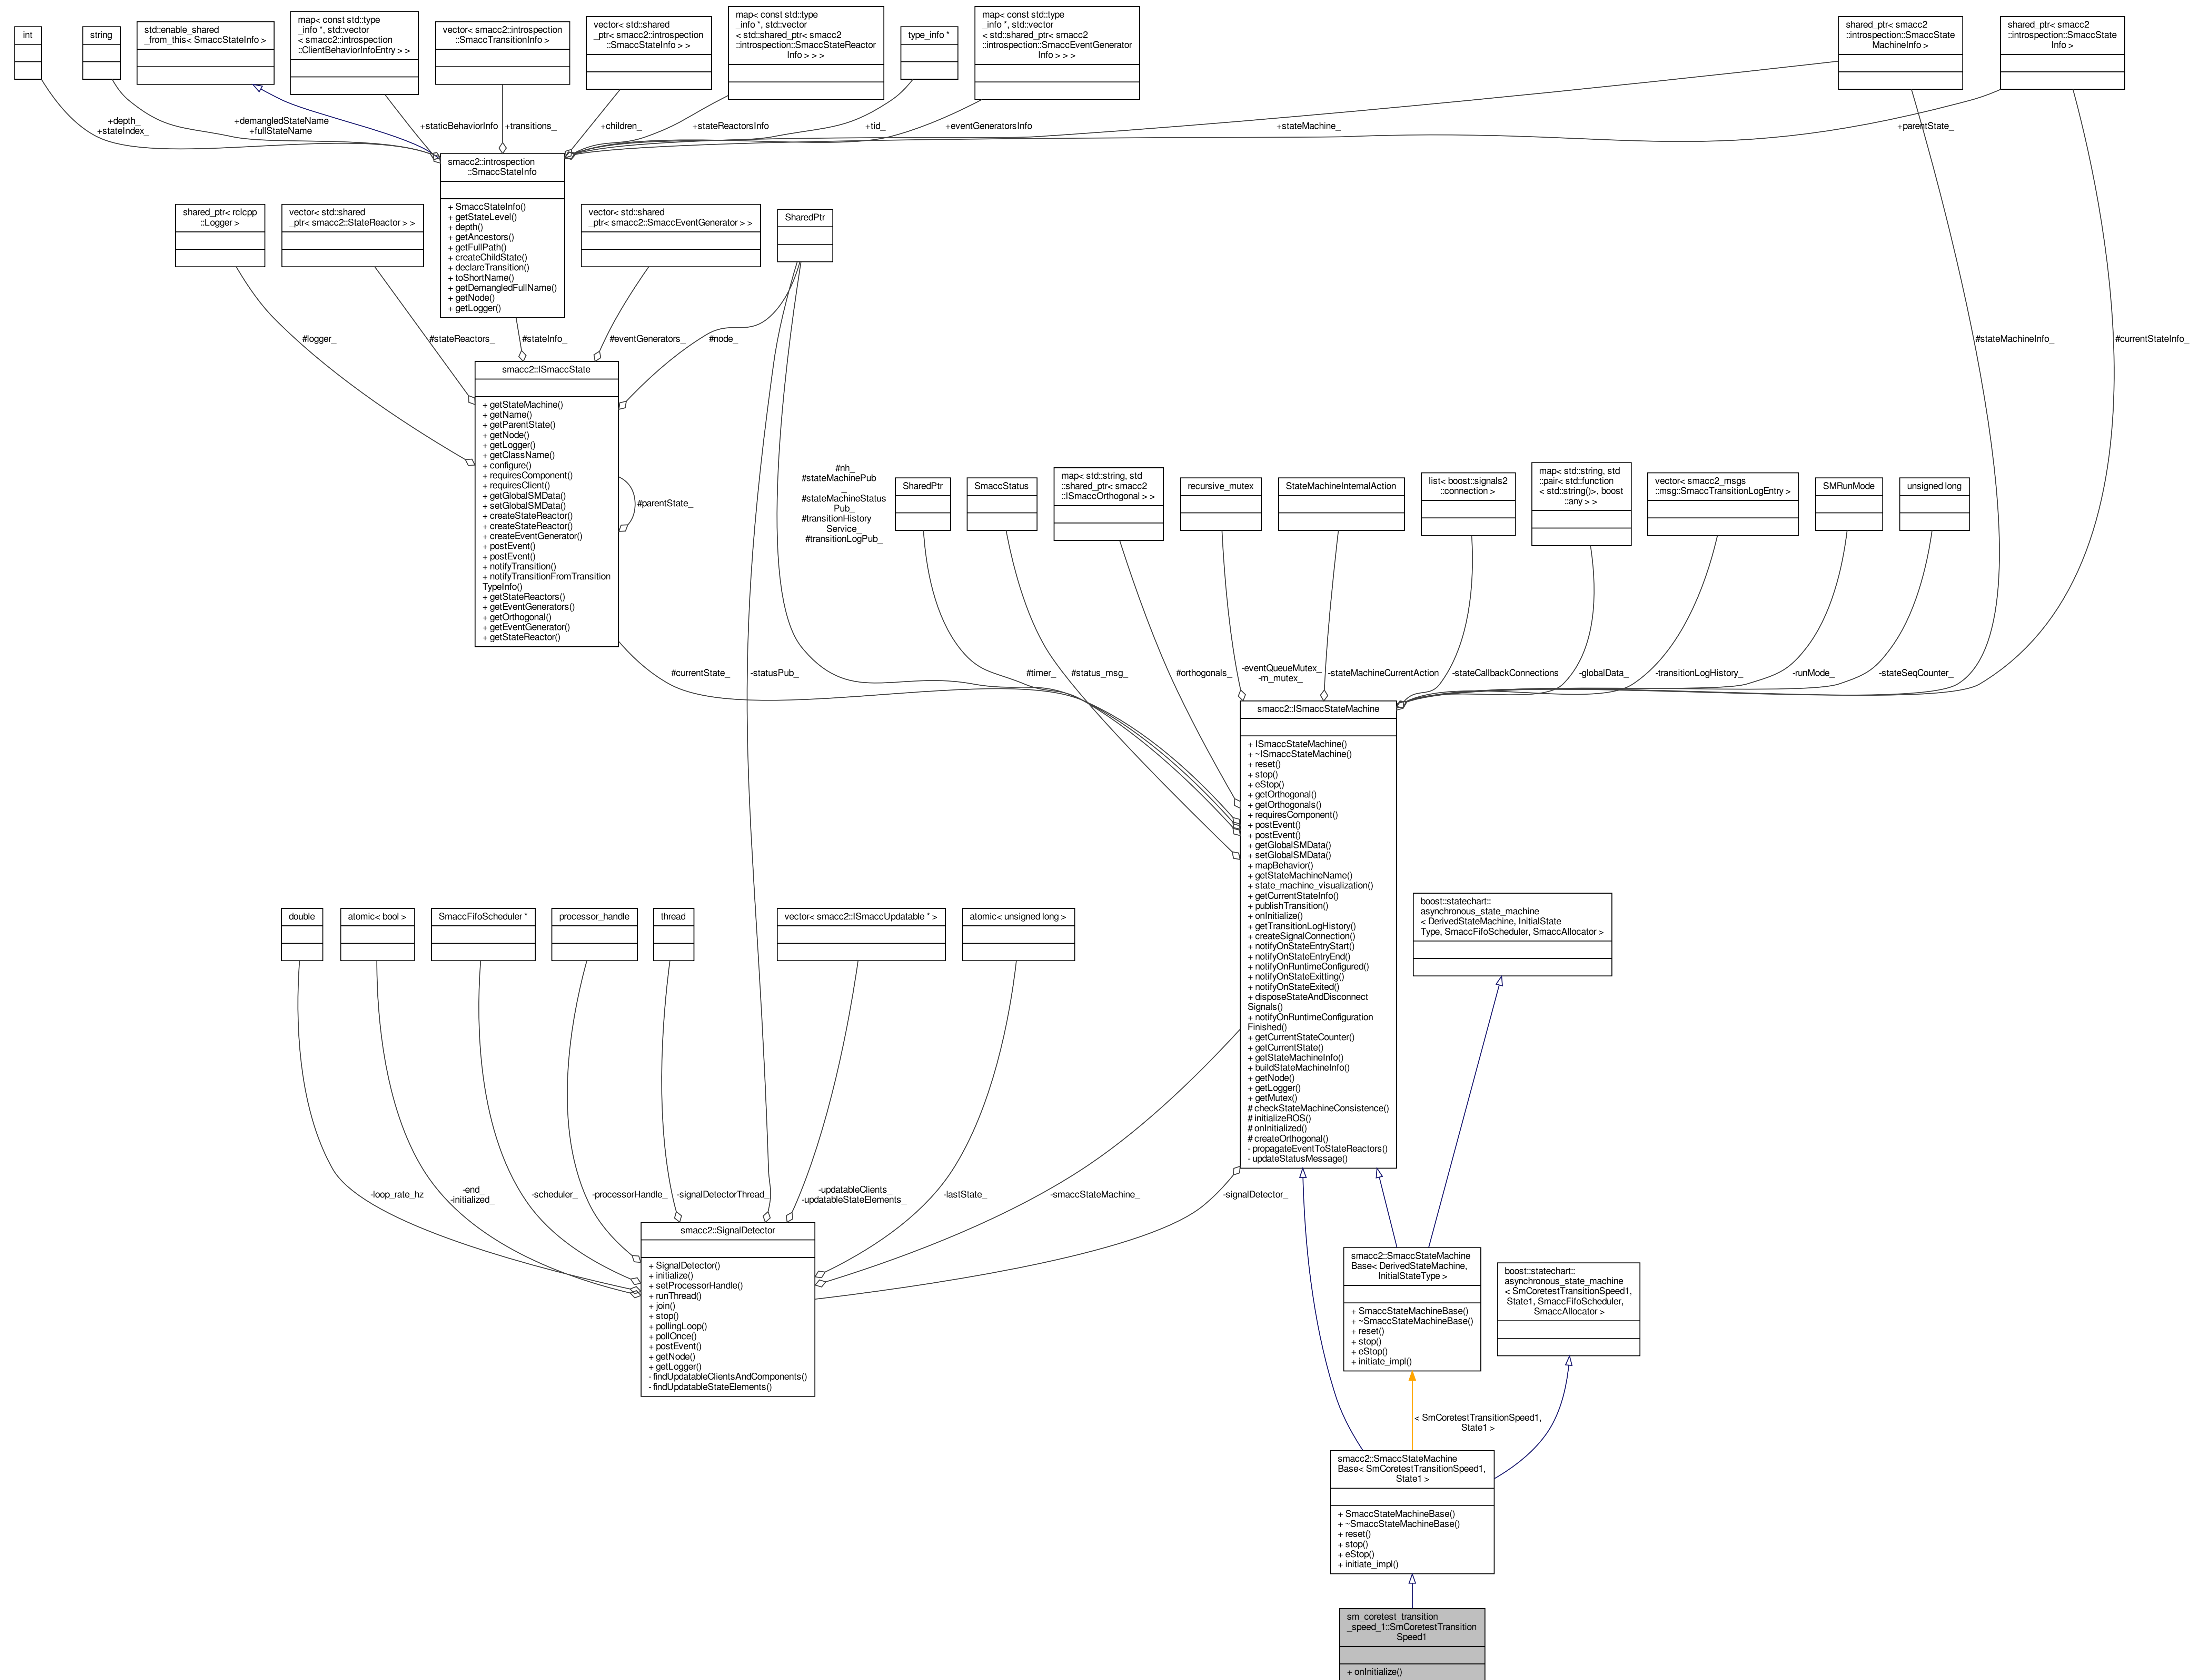 int
string
std::enable_shared
_from_this< SmaccStateInfo >
map< const std::type
_info *, std::vector
< smacc2::introspection
::ClientBehaviorInfoEntry > >
vector< smacc2::introspection
::SmaccTransitionInfo >
vector< std::shared
_ptr< smacc2::introspection
::SmaccStateInfo > >
map< const std::type
_info *, std::vector
< std::shared_ptr< smacc2
::introspection::SmaccStateReactor
Info > > >
type_info *
map< const std::type
_info *, std::vector
< std::shared_ptr< smacc2
::introspection::SmaccEventGenerator
Info > > >
shared_ptr< smacc2
::introspection::SmaccState
MachineInfo >
shared_ptr< smacc2
::introspection::SmaccState
Info >
+depth_
+stateIndex_
+demangledStateName
+fullStateName
+staticBehaviorInfo
+transitions_
+children_
+stateReactorsInfo
+tid_
+eventGeneratorsInfo
+stateMachine_
+parentState_
smacc2::introspection
::SmaccStateInfo
+ SmaccStateInfo()
+ getStateLevel()
+ depth()
+ getAncestors()
+ getFullPath()
+ createChildState()
+ declareTransition()
+ toShortName()
+ getDemangledFullName()
+ getNode()
+ getLogger()
shared_ptr< rclcpp
::Logger >
vector< std::shared
_ptr< smacc2::StateReactor > >
vector< std::shared
_ptr< smacc2::SmaccEventGenerator > >
SharedPtr
#logger_
#stateReactors_
#stateInfo_
#eventGenerators_
#node_
#stateMachineInfo_
#currentStateInfo_
smacc2::ISmaccState
+ getStateMachine()
+ getName()
+ getParentState()
+ getNode()
+ getLogger()
+ getClassName()
+ configure()
+ requiresComponent()
+ requiresClient()
+ getGlobalSMData()
+ setGlobalSMData()
+ createStateReactor()
+ createStateReactor()
+ createEventGenerator()
+ postEvent()
+ postEvent()
+ notifyTransition()
+ notifyTransitionFromTransition
TypeInfo()
+ getStateReactors()
+ getEventGenerators()
+ getOrthogonal()
+ getEventGenerator()
+ getStateReactor()
#parentState_
#nh_
#stateMachinePub
_
#stateMachineStatus
Pub_
#transitionHistory
Service_
#transitionLogPub_
SharedPtr
SmaccStatus
map< std::string, std
::shared_ptr< smacc2
::ISmaccOrthogonal > >
recursive_mutex
StateMachineInternalAction
list< boost::signals2
::connection >
map< std::string, std
::pair< std::function
< std::string()>, boost
::any > >
vector< smacc2_msgs
::msg::SmaccTransitionLogEntry >
SMRunMode
unsigned long
#currentState_
-statusPub_
#timer_
#status_msg_
#orthogonals_
-eventQueueMutex_
-m_mutex_
-stateMachineCurrentAction
-stateCallbackConnections
-globalData_
-transitionLogHistory_
-runMode_
-stateSeqCounter_
smacc2::ISmaccStateMachine
+ ISmaccStateMachine()
+ ~ISmaccStateMachine()
+ reset()
+ stop()
+ eStop()
+ getOrthogonal()
+ getOrthogonals()
+ requiresComponent()
+ postEvent()
+ postEvent()
+ getGlobalSMData()
+ setGlobalSMData()
+ mapBehavior()
+ getStateMachineName()
+ state_machine_visualization()
+ getCurrentStateInfo()
+ publishTransition()
+ onInitialize()
+ getTransitionLogHistory()
+ createSignalConnection()
+ notifyOnStateEntryStart()
+ notifyOnStateEntryEnd()
+ notifyOnRuntimeConfigured()
+ notifyOnStateExitting()
+ notifyOnStateExited()
+ disposeStateAndDisconnect
Signals()
+ notifyOnRuntimeConfiguration
Finished()
+ getCurrentStateCounter()
+ getCurrentState()
+ getStateMachineInfo()
+ buildStateMachineInfo()
+ getNode()
+ getLogger()
+ getMutex()
# checkStateMachineConsistence()
# initializeROS()
# onInitialized()
# createOrthogonal()
- propagateEventToStateReactors()
- updateStatusMessage()
double
atomic< bool >
SmaccFifoScheduler *
processor_handle
thread
vector< smacc2::ISmaccUpdatable * >
atomic< unsigned long >
boost::statechart::
asynchronous_state_machine
< DerivedStateMachine, InitialState
Type, SmaccFifoScheduler, SmaccAllocator >
-loop_rate_hz
-end_
-initialized_
-scheduler_
-processorHandle_
-signalDetectorThread_
-updatableClients_
-updatableStateElements_
-lastState_
-smaccStateMachine_
-signalDetector_
smacc2::SignalDetector
+ SignalDetector()
+ initialize()
+ setProcessorHandle()
+ runThread()
+ join()
+ stop()
+ pollingLoop()
+ pollOnce()
+ postEvent()
+ getNode()
+ getLogger()
- findUpdatableClientsAndComponents()
- findUpdatableStateElements()
smacc2::SmaccStateMachine
Base< DerivedStateMachine,
InitialStateType >
+ SmaccStateMachineBase()
+ ~SmaccStateMachineBase()
+ reset()
+ stop()
+ eStop()
+ initiate_impl()
boost::statechart::
asynchronous_state_machine
< SmCoretestTransitionSpeed1,
State1, SmaccFifoScheduler,
SmaccAllocator >
< SmCoretestTransitionSpeed1,
State1 >
smacc2::SmaccStateMachine
Base< SmCoretestTransitionSpeed1,
State1 >
+ SmaccStateMachineBase()
+ ~SmaccStateMachineBase()
+ reset()
+ stop()
+ eStop()
+ initiate_impl()
sm_coretest_transition
_speed_1::SmCoretestTransition
Speed1
+ onInitialize()